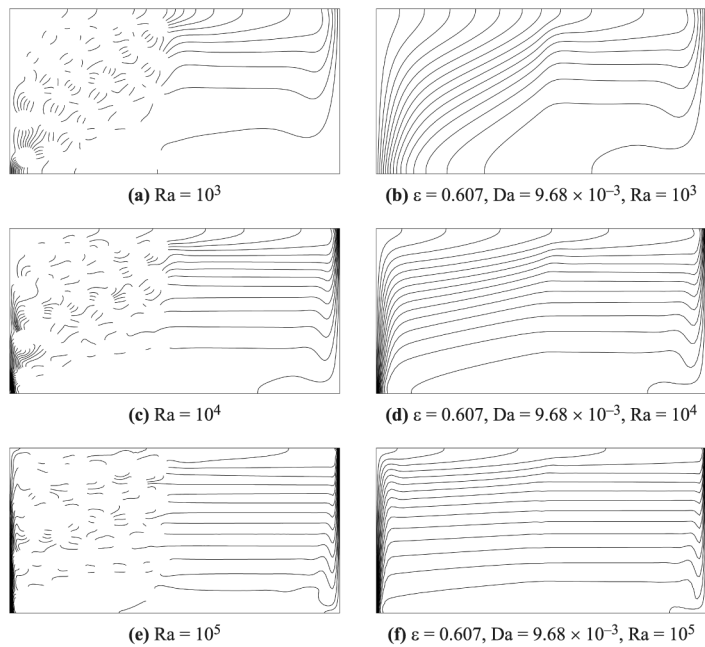 (a) Ra = 10³
(b) ε = 0.607, Da = 9.68 × 10⁻³, Ra = 10³
(c) Ra = 10⁴
(d) ε = 0.607, Da = 9.68 × 10⁻³, Ra = 10⁴
(e) Ra = 10⁵
(f) ε = 0.607, Da = 9.68 × 10⁻³, Ra = 10⁵